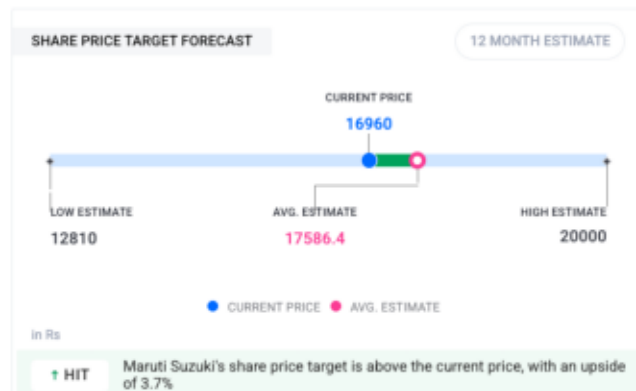 SHARE PRICE TARGET FORECAST
12 MONTH ESTIMATE
CURRENT PRICE
16960
LOW ESTIMATE
AVG. ESTIMATE
HIGH ESTIMATE
12810
17586.4
20000
CURRENT PRICE
AVG. ESTIMATE
in Rs
↑ HIT
Maruti Suzuki's share price target is above the current price, with an upside
of 3.7%